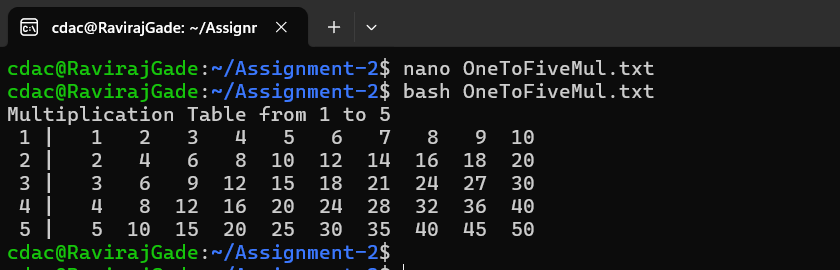 cdac@RavirajGade: ~/Assignr
cdac@RavirajGade:~/Assignment-2$ nano OneToFiveMul.txt
cdac@RavirajGade:~/Assignment-2$ bash OneToFiveMul.txt
Multiplication Table from 1 to 5
 1 |   1   2   3   4   5   6   7   8   9  10
 2 |   2   4   6   8  10  12  14  16  18  20
 3 |   3   6   9  12  15  18  21  24  27  30
 4 |   4   8  12  16  20  24  28  32  36  40
 5 |   5  10  15  20  25  30  35  40  45  50
cdac@RavirajGade:~/Assignment-2$